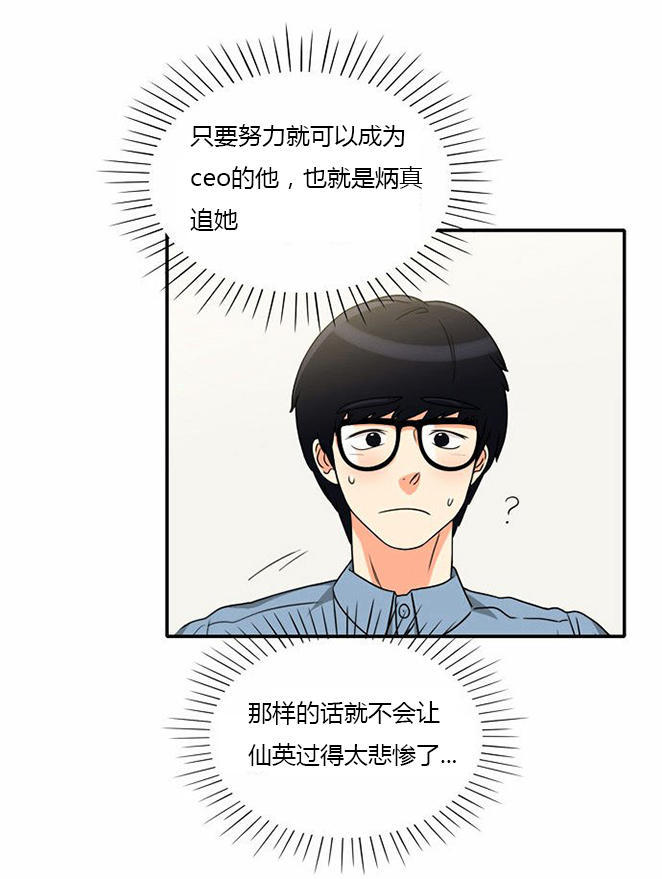 只要努力就可以成为
ceo的他，也就是炳真
追她
?
那样的话就不会让
仙英过得太悲惨了...